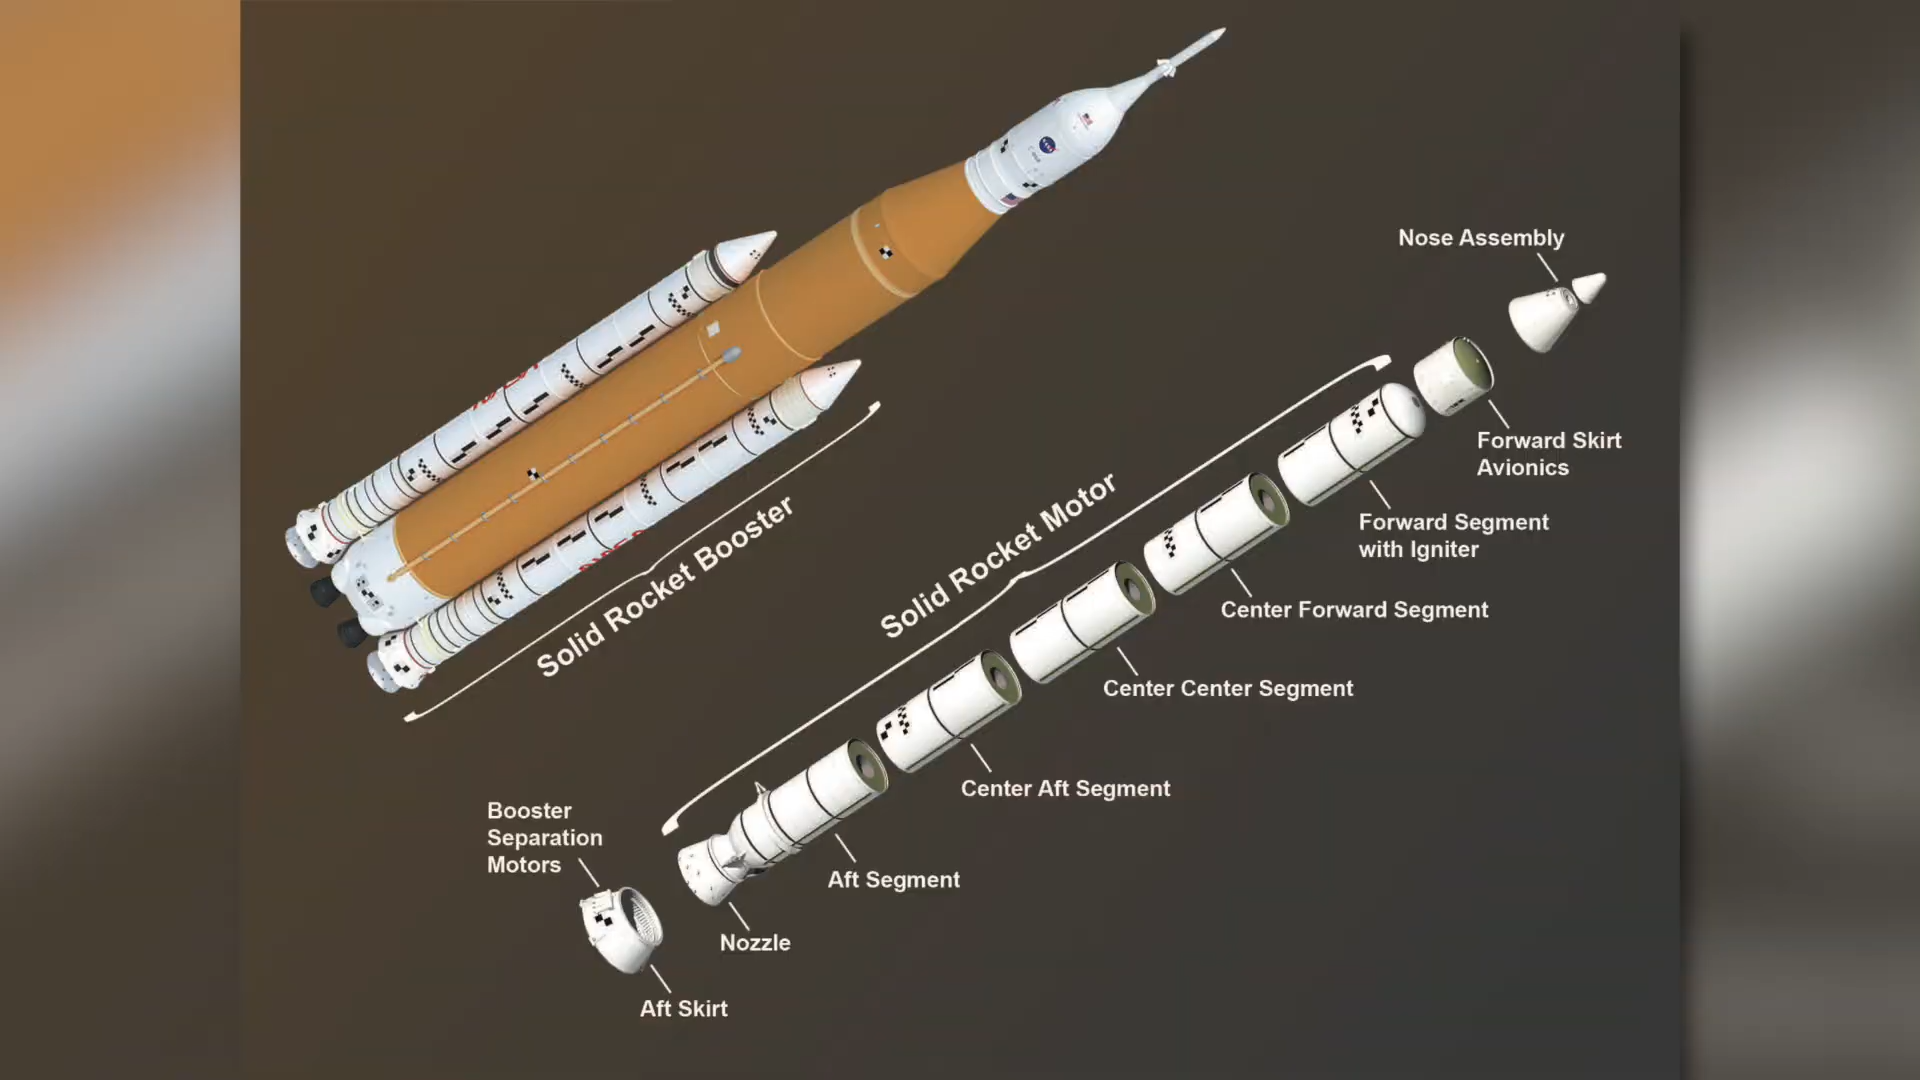 Nose Assembly
Forward Skirt
Avionics
Forward Segment
with Igniter
Solid Rocket Motor
Solid Rocket Booster
Center Forward Segment
Center Center Segment
Center Aft Segment
Booster
Separation
Motors
Aft Segment
Nozzle
Aft Skirt